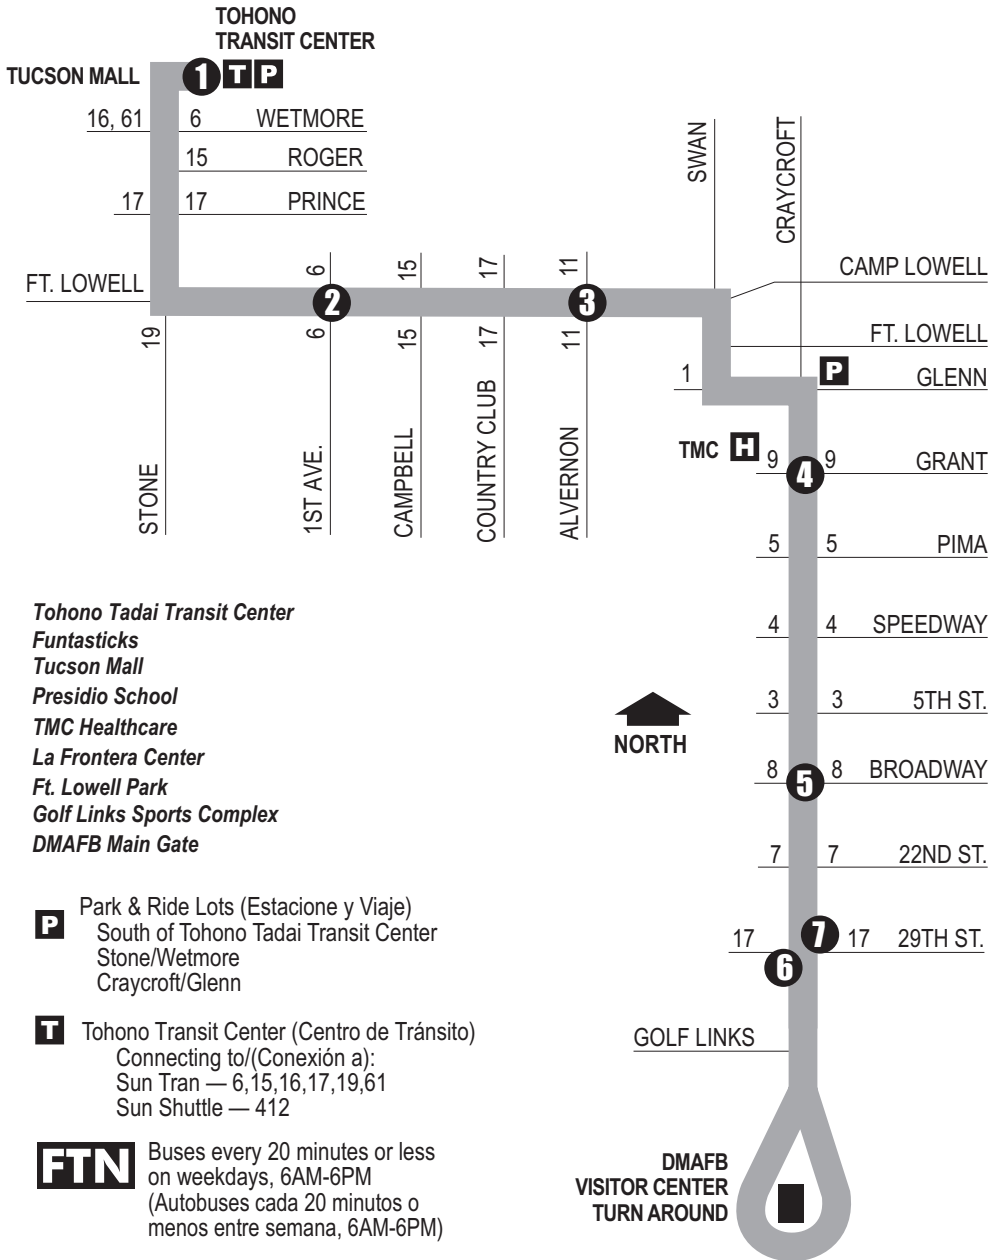 TOHONO
TRANSIT CENTER
TUCSON MALL
1 T P
16, 61 6 WETMORE
15 ROGER
17 17 PRINCE
SWAN
CRAYCROFT
CAMP LOWELL
FT. LOWELL
6 15 17 11
2 3
19 6 15 17 11
STONE
1ST AVE.
CAMPBELL
COUNTRY CLUB
ALVERNON
FT. LOWELL
1 P GLENN
TMC H
9 4 9 GRANT
5 5 PIMA
4 4 SPEEDWAY
3 3 5TH ST.
NORTH
8 5 8 BROADWAY
7 7 22ND ST.
17 7 17 29TH ST.
6
GOLF LINKS
DMAFB
VISITOR CENTER
TURN AROUND
Tohono Tadai Transit Center
Funtasticks
Tucson Mall
Presidio School
TMC Healthcare
La Frontera Center
Ft. Lowell Park
Golf Links Sports Complex
DMAFB Main Gate
P Park & Ride Lots (Estacione y Viaje)
South of Tohono Tadai Transit Center
Stone/Wetmore
Craycroft/Glenn
T Tohono Transit Center (Centro de Tránsito)
Connecting to/(Conexión a):
Sun Tran — 6,15,16,17,19,61
Sun Shuttle — 412
FTN Buses every 20 minutes or less
on weekdays, 6AM-6PM
(Autobuses cada 20 minutos o
menos entre semana, 6AM-6PM)